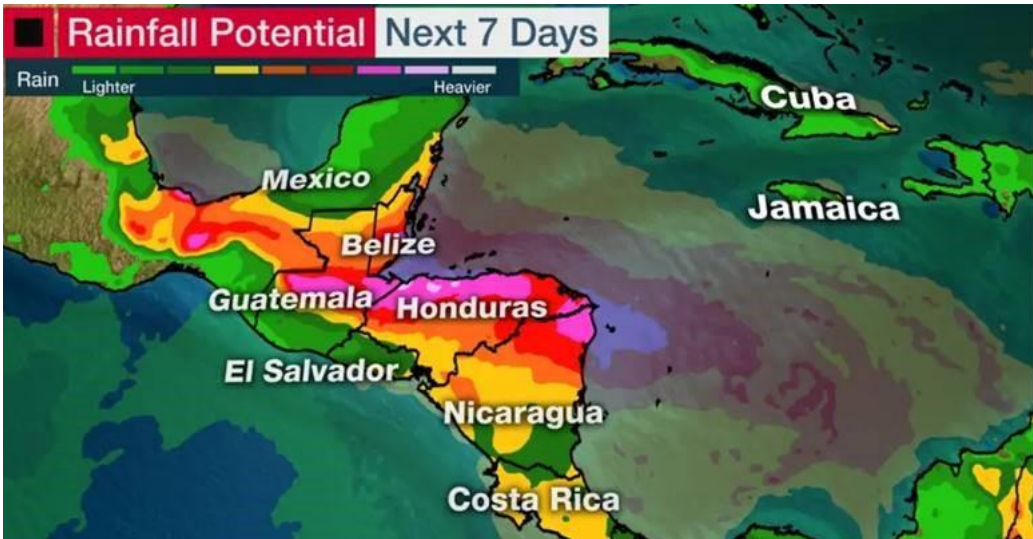 Rainfall Potential Next 7 Days
Rain Lighter Heavier
Cuba
Mexico
Jamaica
Belize
Guatemala
Honduras
El Salvador
Nicaragua
Costa Rica